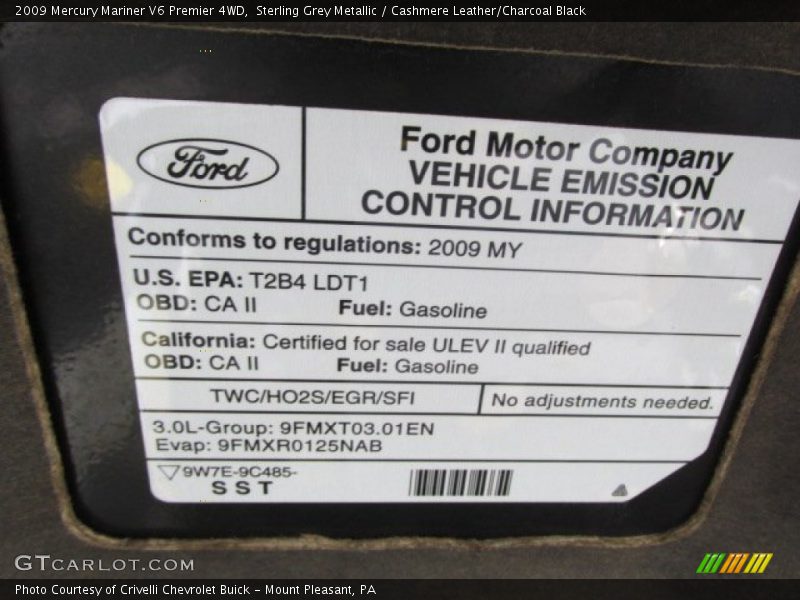 2009 Mercury Mariner V6 Premier 4WD, Sterling Grey Metallic / Cashmere Leather/Charcoal Black
Ford
Ford Motor Company
VEHICLE EMISSION
CONTROL INFORMATION
Conforms to regulations: 2009 MY
U.S. EPA: T2B4 LDT1
OBD: CA II Fuel: Gasoline
California: Certified for sale ULEV II qualified
OBD: CA II Fuel: Gasoline
TWC/HO2S/EGR/SFI No adjustments needed.
3.0L-Group: 9FMXT03.01EN
Evap: 9FMXR0125NAB
9W7E-9C485-
SST
GTCARLOT.COM
Photo Courtesy of Crivelli Chevrolet Buick - Mount Pleasant, PA